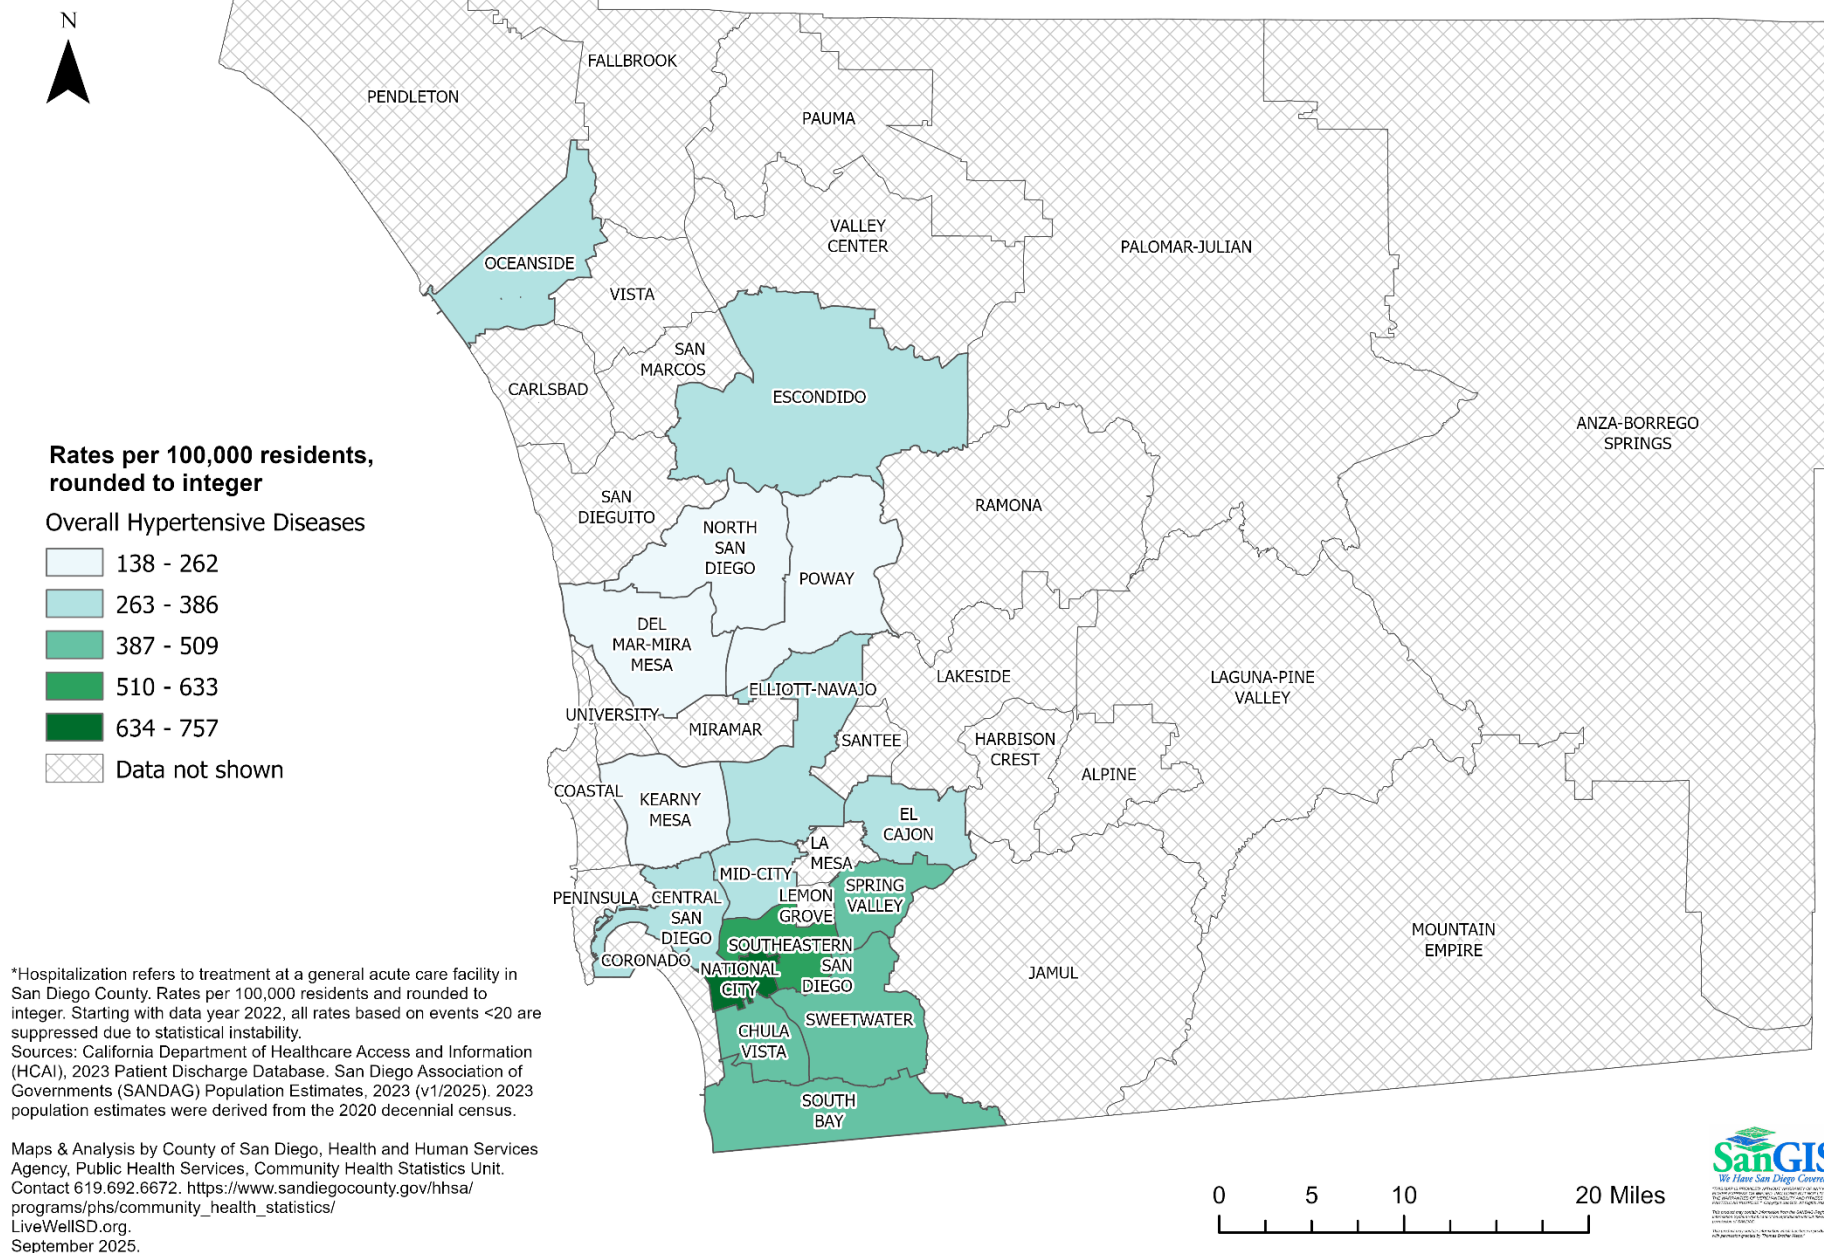 N
FALLBROOK
PENDLETON
PAUMA
VALLEY
CENTER
PALOMAR-JULIAN
OCEANSIDE
VISTA
SAN
MARCOS
CARLSBAD
ESCONDIDO
ANZA-BORREGO
SPRINGS
Rates per 100,000 residents,
rounded to integer
Overall Hypertensive Diseases
138 - 262
263 - 386
387 - 509
510 - 633
634 - 757
Data not shown
SAN
DIEGUITO
RAMONA
NORTH
SAN
DIEGO
POWAY
DEL
MAR-MIRA
MESA
LAKESIDE
LAGUNA-PINE
VALLEY
ELLIOTT-NAVAJO
UNIVERSITY
MIRAMAR
SANTEE
HARBISON
CREST
ALPINE
COASTAL
KEARNY
MESA
EL
CAJON
LA
MESA
MID-CITY
PENINSULA
CENTRAL
SAN
DIEGO
LEMON
GROVE
SPRING
VALLEY
MOUNTAIN
EMPIRE
SOUTHEASTERN
SAN
DIEGO
CORONADO
NATIONAL
CITY
JAMUL
SWEETWATER
CHULA
VISTA
SOUTH
BAY
*Hospitalization refers to treatment at a general acute care facility in
San Diego County. Rates per 100,000 residents and rounded to
integer. Starting with data year 2022, all rates based on events <20 are
suppressed due to statistical instability.
Sources: California Department of Healthcare Access and Information
(HCAI), 2023 Patient Discharge Database. San Diego Association of
Governments (SANDAG) Population Estimates, 2023 (v1/2025). 2023
population estimates were derived from the 2020 decennial census.
Maps & Analysis by County of San Diego, Health and Human Services
Agency, Public Health Services, Community Health Statistics Unit.
Contact 619.692.6672. https://www.sandiegocounty.gov/hhsa/
programs/phs/community_health_statistics/
LiveWellSD.org.
September 2025.
0 5 10 20 Miles
SanGIS
We Have San Diego Covered